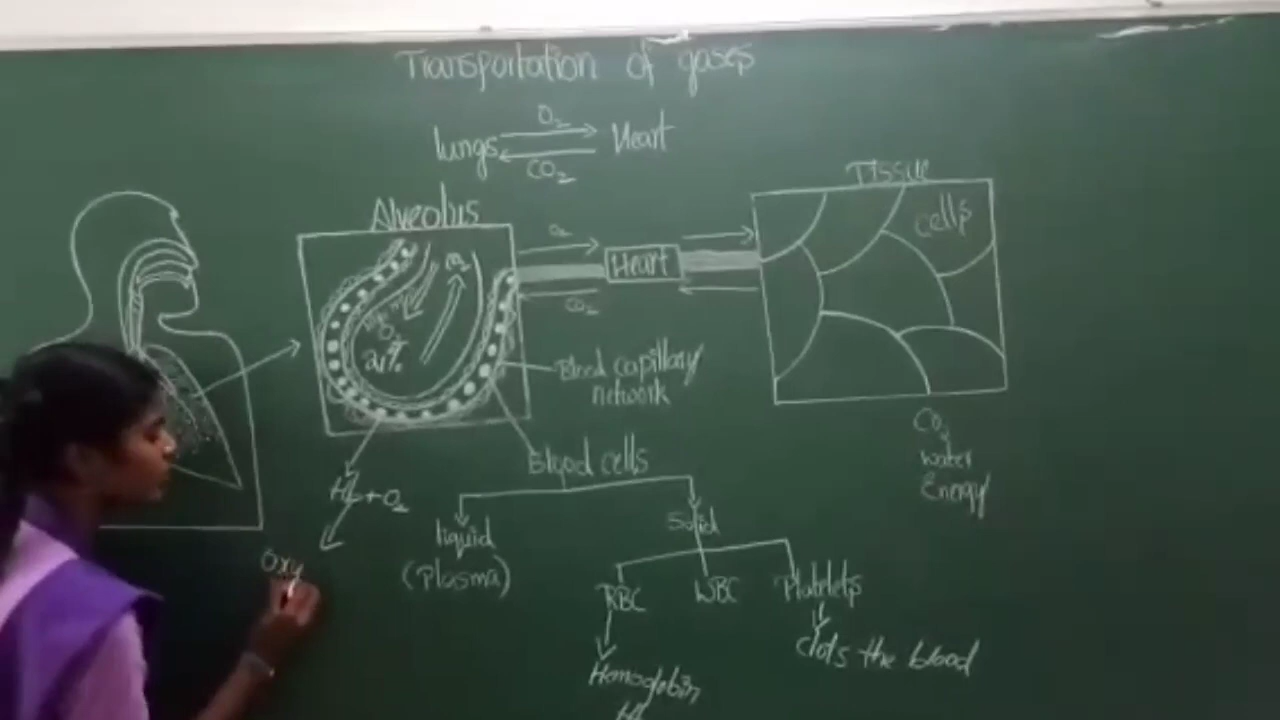 Transportation of gases
lungs O₂ Heart
CO₂
Tissue
Alveolus
cells
O₂
Heart
CO₂
21%
Blood capillary
network
CO₂
water
Energy
Blood cells
Hb + O₂
liquid
(Plasma)
Solid
Oxy
RBC WBC Platelets
clots the blood
Hemoglobin